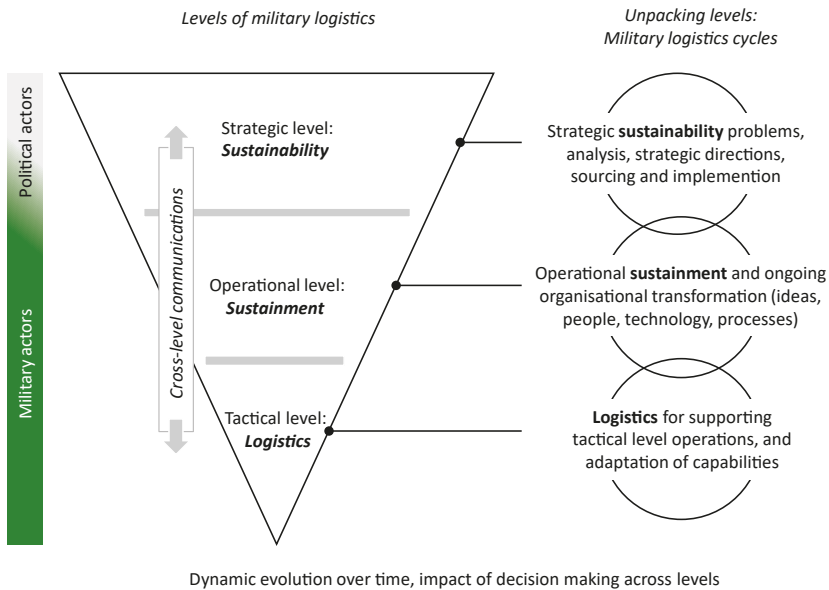 Levels of military logistics
Unpacking levels:
Military logistics cycles
Political actors
Military actors
Cross-level communications
Strategic level:
Sustainability
Operational level:
Sustainment
Tactical level:
Logistics
Strategic sustainability problems,
analysis, strategic directions,
sourcing and implemention
Operational sustainment and ongoing
organisational transformation (ideas,
people, technology, processes)
Logistics for supporting
tactical level operations, and
adaptation of capabilities
Dynamic evolution over time, impact of decision making across levels